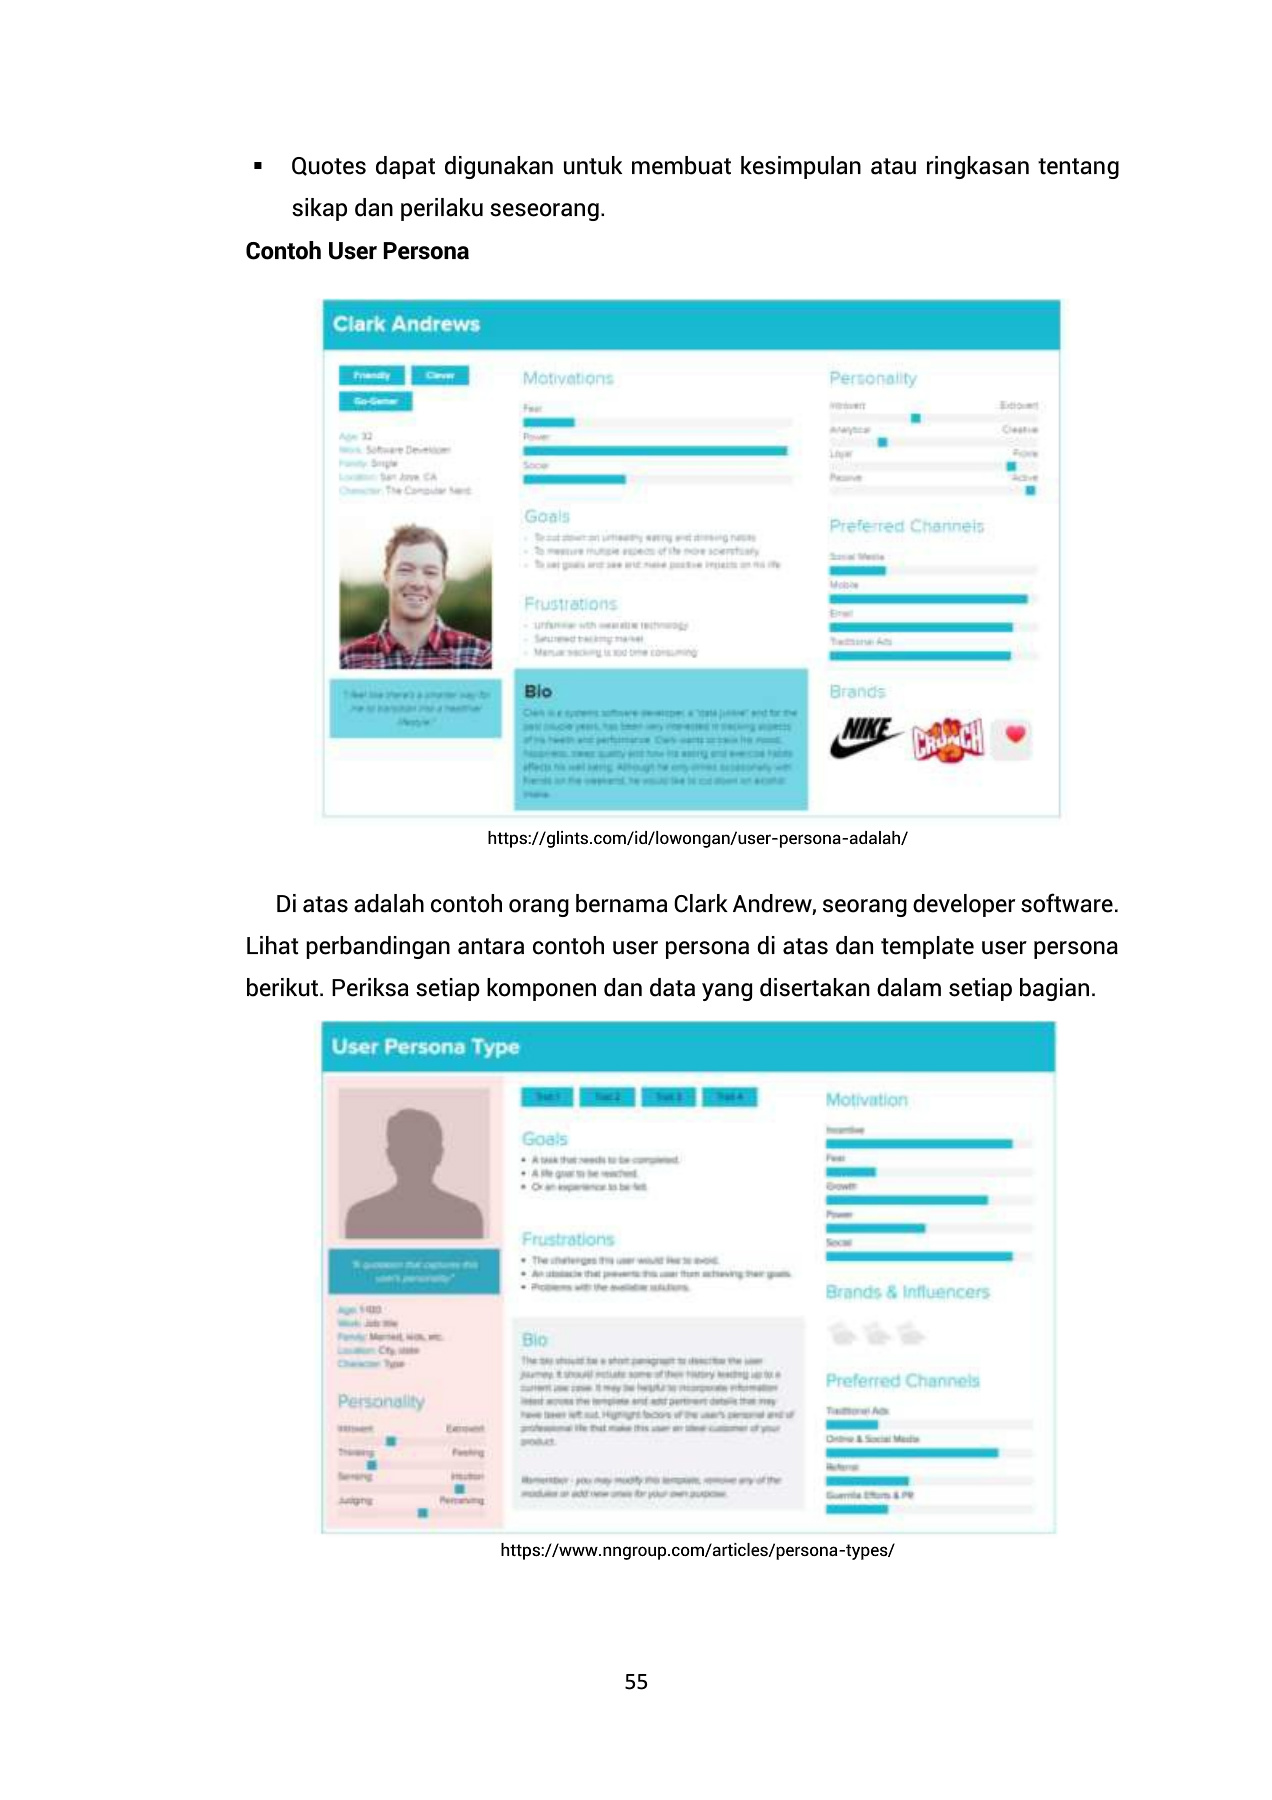 ▪ Quotes dapat digunakan untuk membuat kesimpulan atau ringkasan tentang
sikap dan perilaku seseorang.
Contoh User Persona
Clark Andrews
Friendly Clever
Go-Getter
Age: 32
Work: Software Developer
Family: Single
Location: San Jose, CA
Character: The Computer Nerd
"I feel like there's a smarter way for
me to transition into a healthier
lifestyle."
Motivations
Fear
Power
Social
Goals
- To cut down on unhealthy eating and drinking habits
- To measure multiple aspects of life more scientifically
- To set goals and see and make positive impacts on his life
Frustrations
- Unfamiliar with wearable technology
- Saturated tracking market
- Manual tracking is too time consuming
Bio
Clark is a systems software developer, a "data junkie" and for the
past couple years, has been very interested in tracking aspects
of his health and performance. Clark wants to track his mood,
happiness, sleep quality and how his eating and exercise habits
affects his well being. Although he only drinks occasionally with
friends on the weekend, he would like to cut down on alcohol
intake.
Personality
Introvert Extrovert
Analytical Creative
Loyal Fickle
Passive Active
Preferred Channels
Social Media
Mobile
Email
Traditional Ads
Brands
NIKE CRUNCH
https://glints.com/id/lowongan/user-persona-adalah/
Di atas adalah contoh orang bernama Clark Andrew, seorang developer software.
Lihat perbandingan antara contoh user persona di atas dan template user persona
berikut. Periksa setiap komponen dan data yang disertakan dalam setiap bagian.
User Persona Type
"A quotation that captures this
user's personality."
Age: 1-100
Work: Job title
Family: Married, kids, etc.
Location: City, state
Character: Type
Personality
Introvert Extrovert
Thinking Feeling
Sensing Intuition
Judging Perceiving
Trait 1 Trait 2 Trait 3 Trait 4
Goals
• A task that needs to be completed.
• A life goal to be reached.
• Or an experience to be felt.
Frustrations
• The challenges this user would like to avoid.
• An obstacle that prevents this user from achieving their goals.
• Problems with the available solutions.
Bio
The bio should be a short paragraph to describe the user
journey. It should include some of their history leading up to a
current use case. It may be helpful to incorporate information
listed across the template and add pertinent details that may
have been left out. Highlight factors of the user's personal and of
professional life that make this user an ideal customer of your
product.
Remember - you may modify this template, remove any of the
modules or add new ones for your own purpose.
Motivation
Incentive
Fear
Growth
Power
Social
Brands & Influencers
Preferred Channels
Traditional Ads
Online & Social Media
Referral
Guerrilla Efforts & PR
https://www.nngroup.com/articles/persona-types/
55